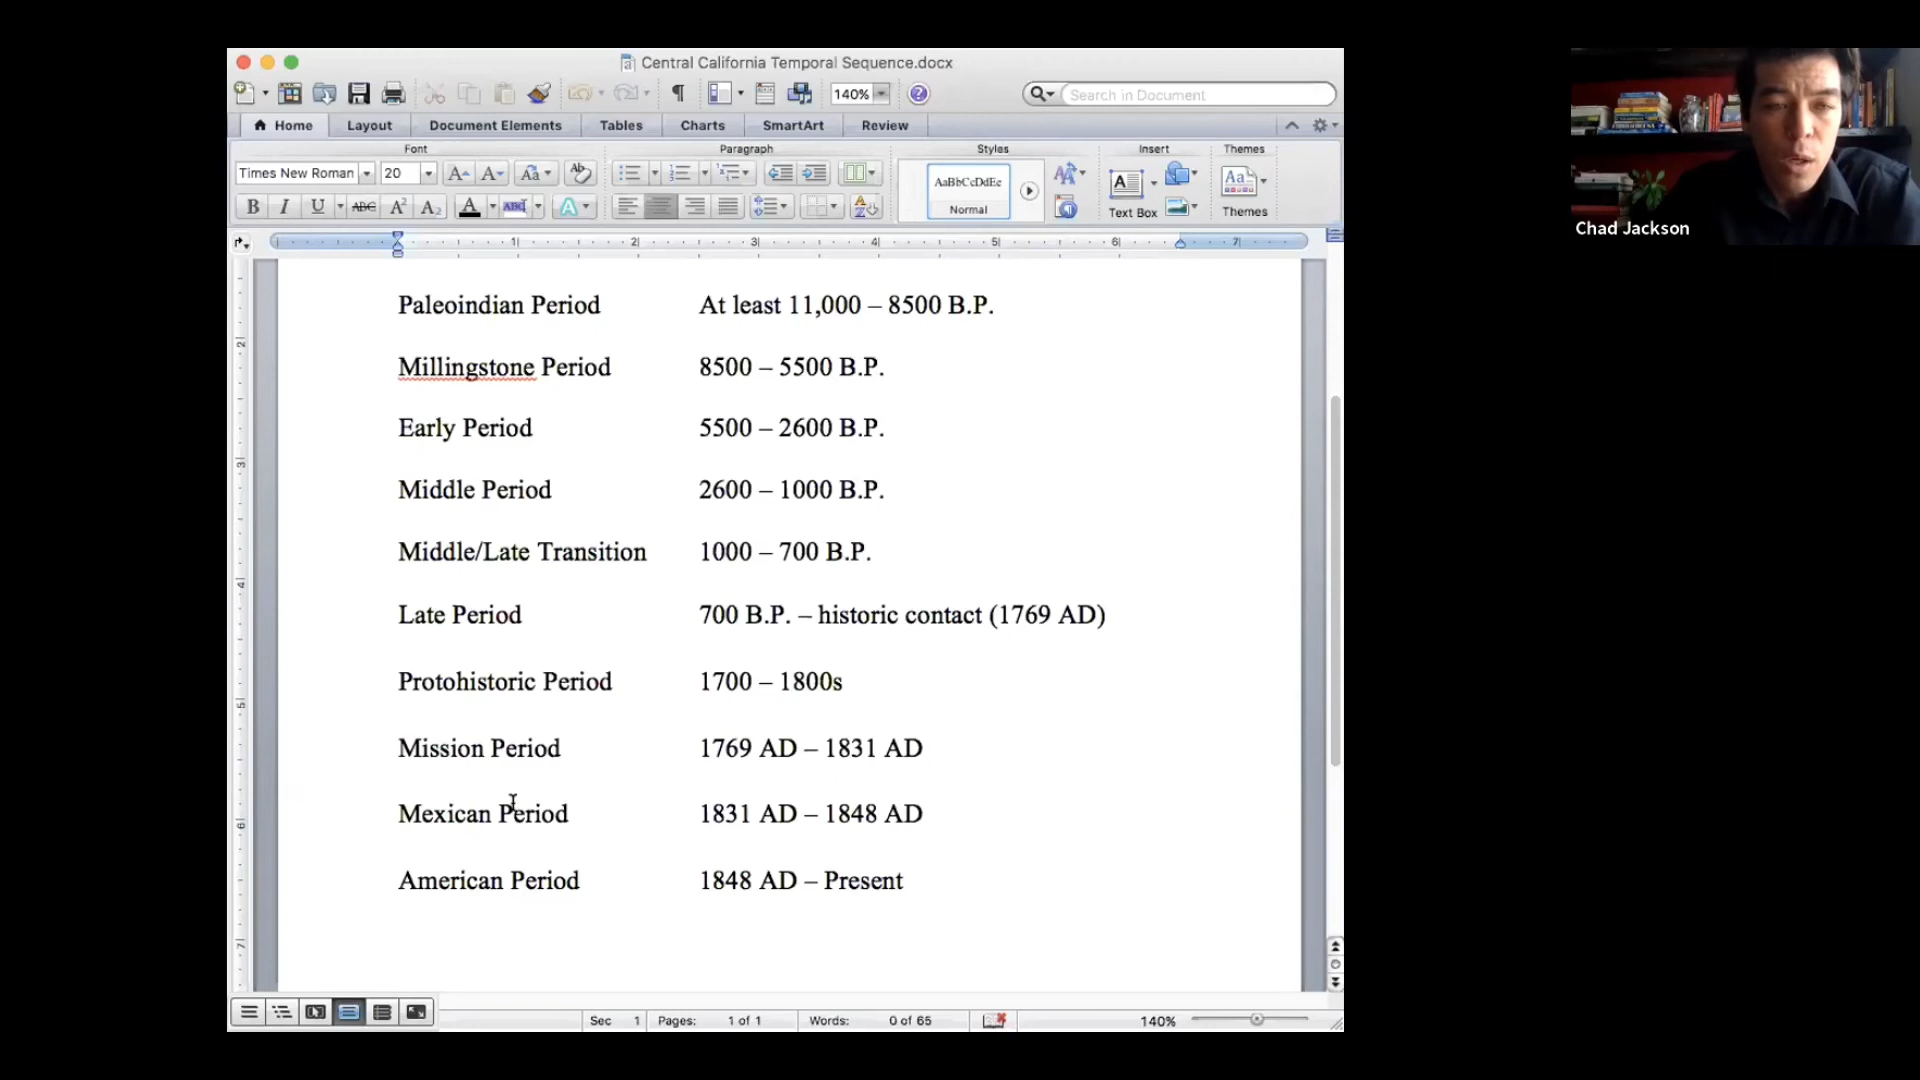 Central California Temporal Sequence.docx
140%
Search in Document
Home Layout Document Elements Tables Charts SmartArt Review
Font Paragraph Styles Insert Themes
Times New Roman 20 AaBbCcDdEe
Normal Text Box Themes
Paleoindian Period At least 11,000 – 8500 B.P.
Millingstone Period 8500 – 5500 B.P.
Early Period 5500 – 2600 B.P.
Middle Period 2600 – 1000 B.P.
Middle/Late Transition 1000 – 700 B.P.
Late Period 700 B.P. – historic contact (1769 AD)
Protohistoric Period 1700 – 1800s
Mission Period 1769 AD – 1831 AD
Mexican Period 1831 AD – 1848 AD
American Period 1848 AD – Present
Sec 1 Pages: 1 of 1 Words: 0 of 65 140%
Chad Jackson